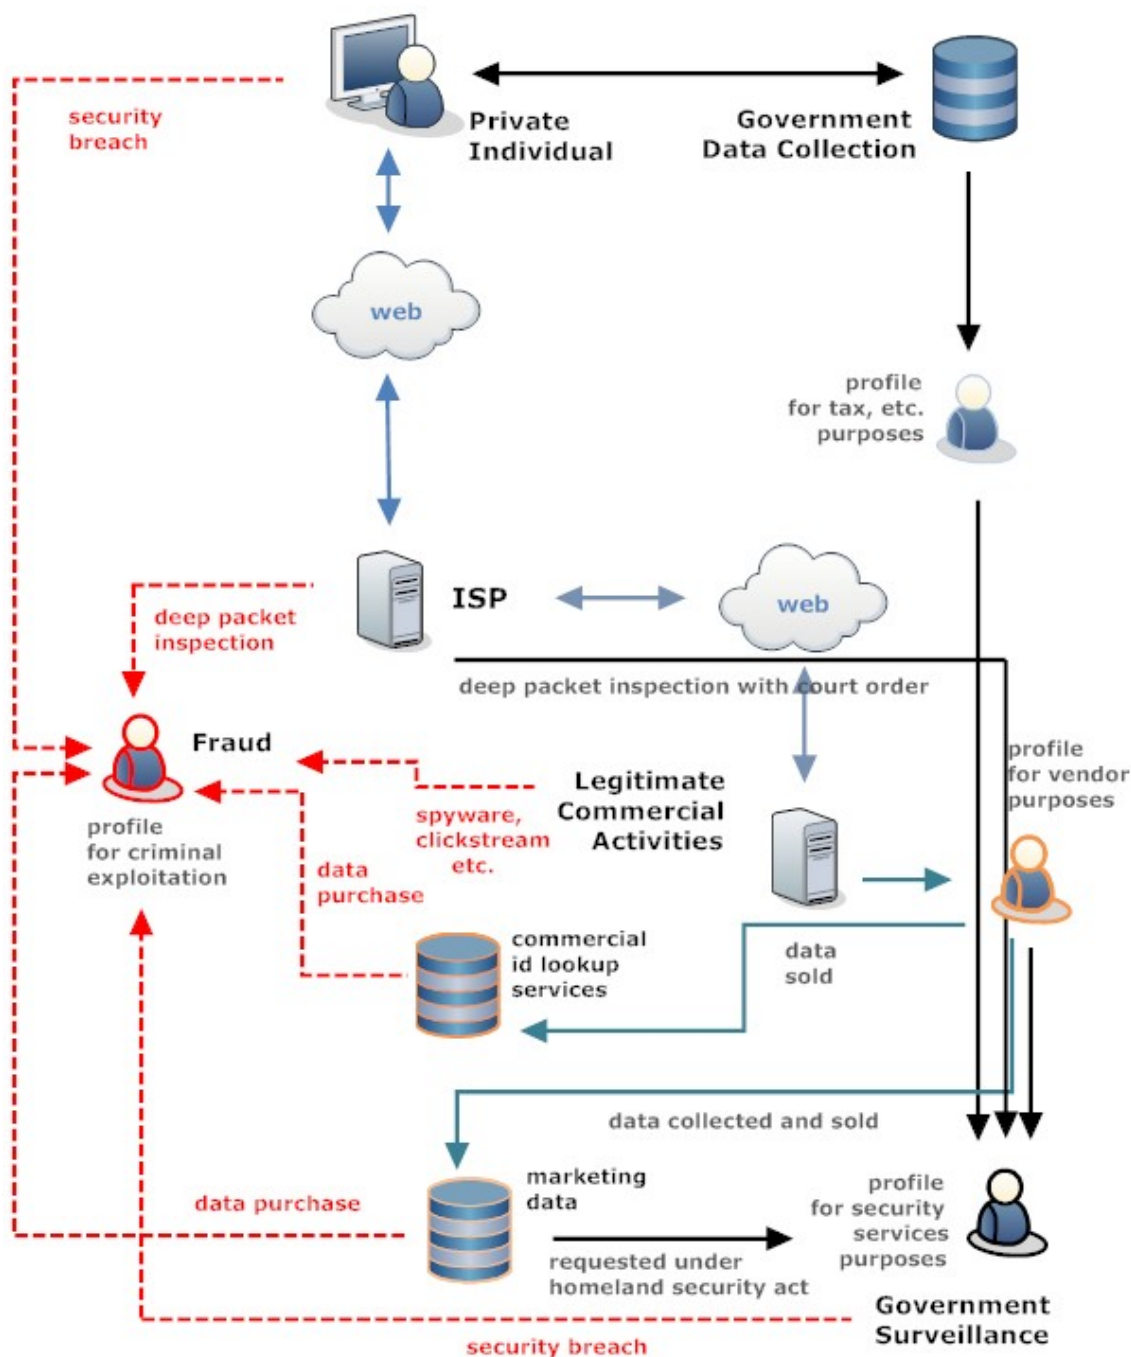 security
breach
Private
Individual
Government
Data Collection
web
profile
for tax, etc.
purposes
ISP
web
deep packet
inspection
deep packet inspection with court order
Fraud
profile
for criminal
exploitation
Legitimate
Commercial
Activities
spyware,
clickstream
etc.
profile
for vendor
purposes
data
purchase
commercial
id lookup
services
data
sold
data collected and sold
data purchase
marketing
data
requested under
homeland security act
profile
for security
services
purposes
Government
Surveillance
security breach